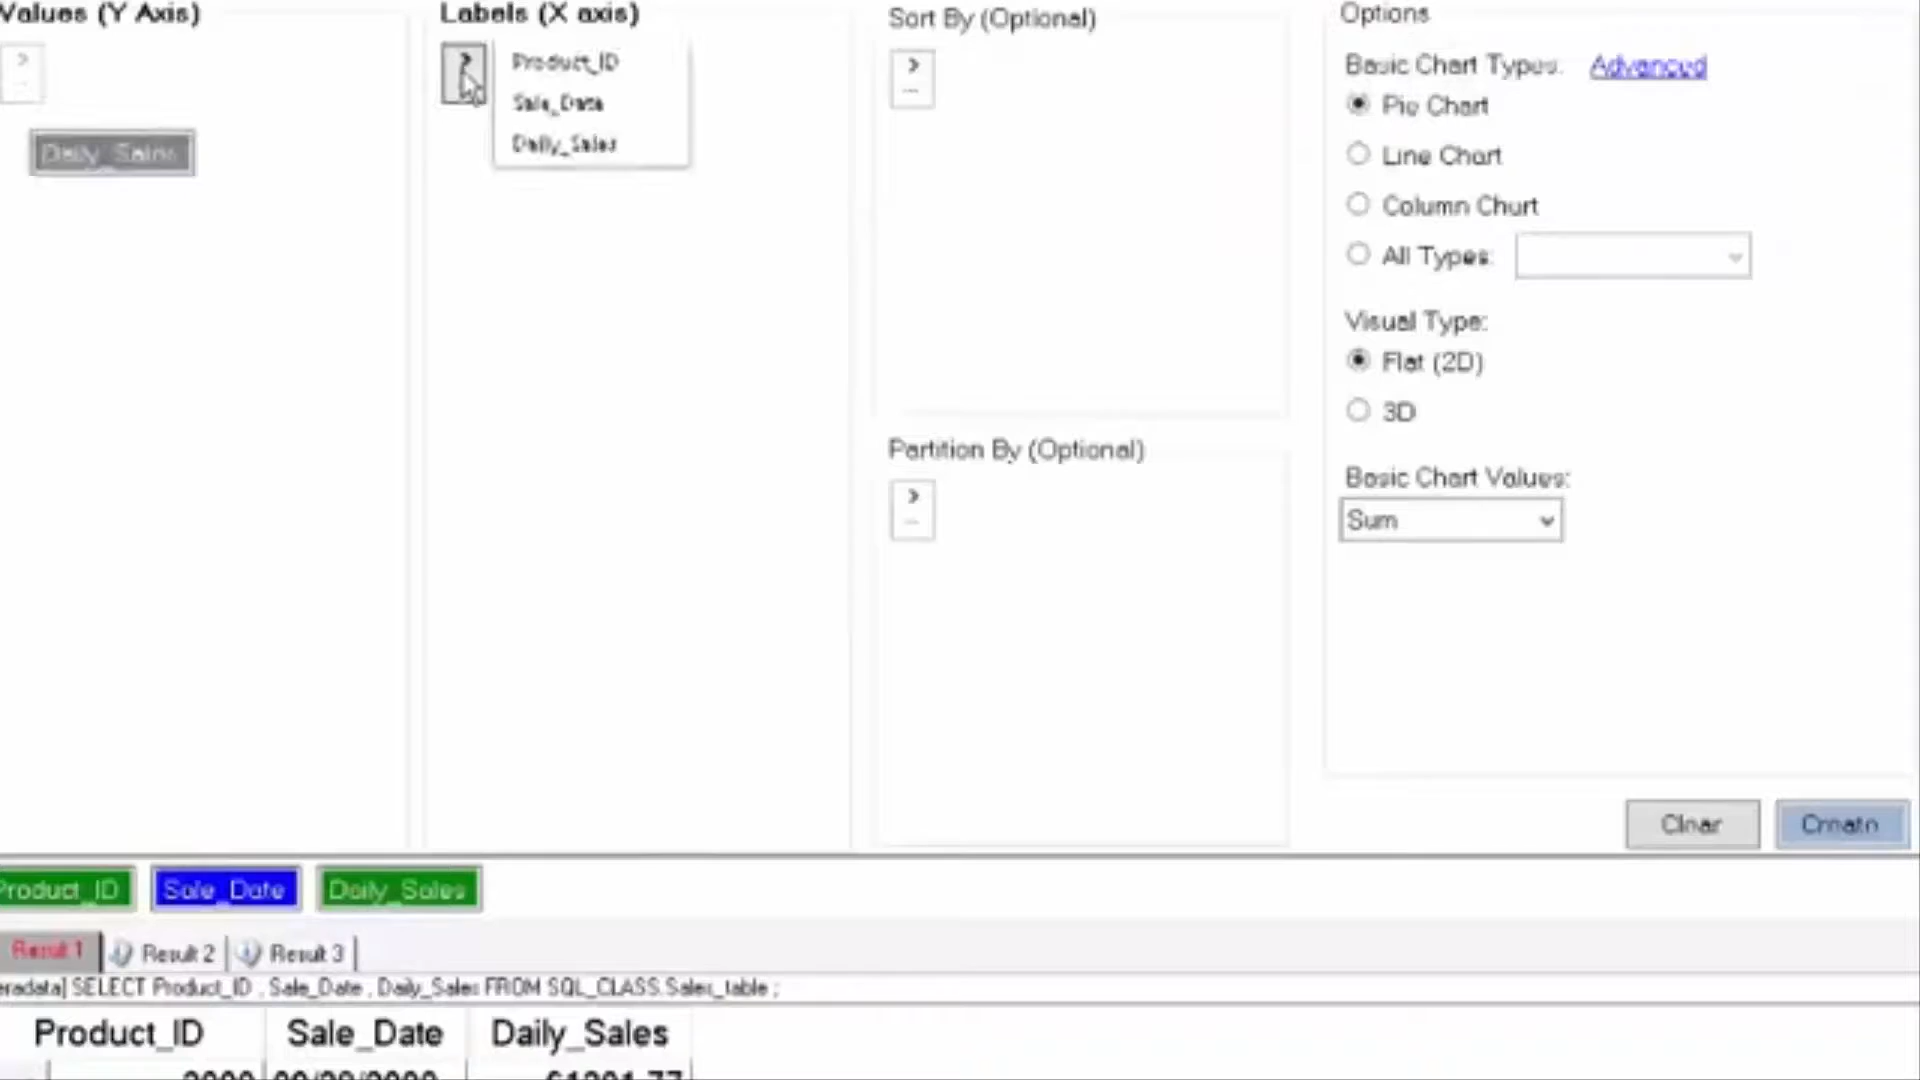 Values (Y Axis)
Labels (X axis)
Sort By (Optional)
Options
>
...
>
Product_ID
Sale_Date
Daily_Sales
>
...
Basic Chart Types: Advanced
Pie Chart
Line Chart
Column Chart
All Types:
Daily_Sales
Visual Type:
Flat (2D)
3D
Partition By (Optional)
>
...
Basic Chart Values:
Sum
Clear
Create
Product_ID
Sale_Date
Daily_Sales
Result 1
Result 2
Result 3
eradata] SELECT Product_ID , Sale_Date , Daily_Sales FROM SQL_CLASS.Sales_table ;
Product_ID
Sale_Date
Daily_Sales